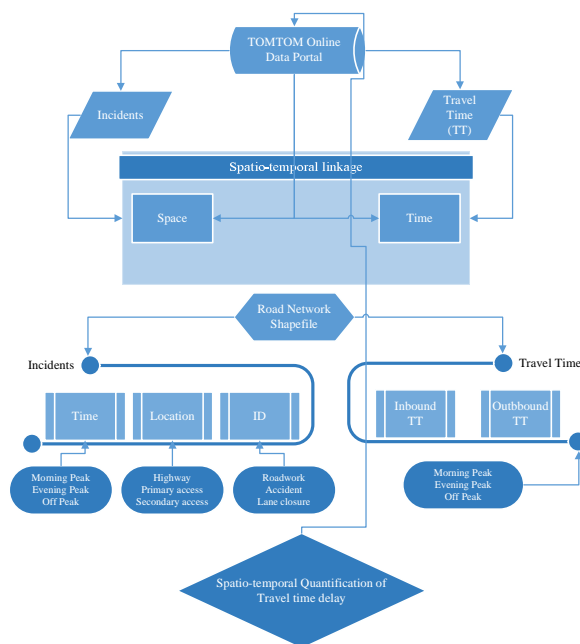 TOMTOM Online
Data Portal
Incidents
Travel
Time
(TT)
Spatio-temporal linkage
Space
Time
Road Network
Shapefile
Incidents
Travel Time
Time
Location
ID
Inbound
TT
Outbbound
TT
Morning Peak
Evening Peak
Off Peak
Highway
Primary access
Secondary access
Roadwork
Accident
Lane closure
Morning Peak
Evening Peak
Off Peak
Spatio-temporal Quantification of
Travel time delay